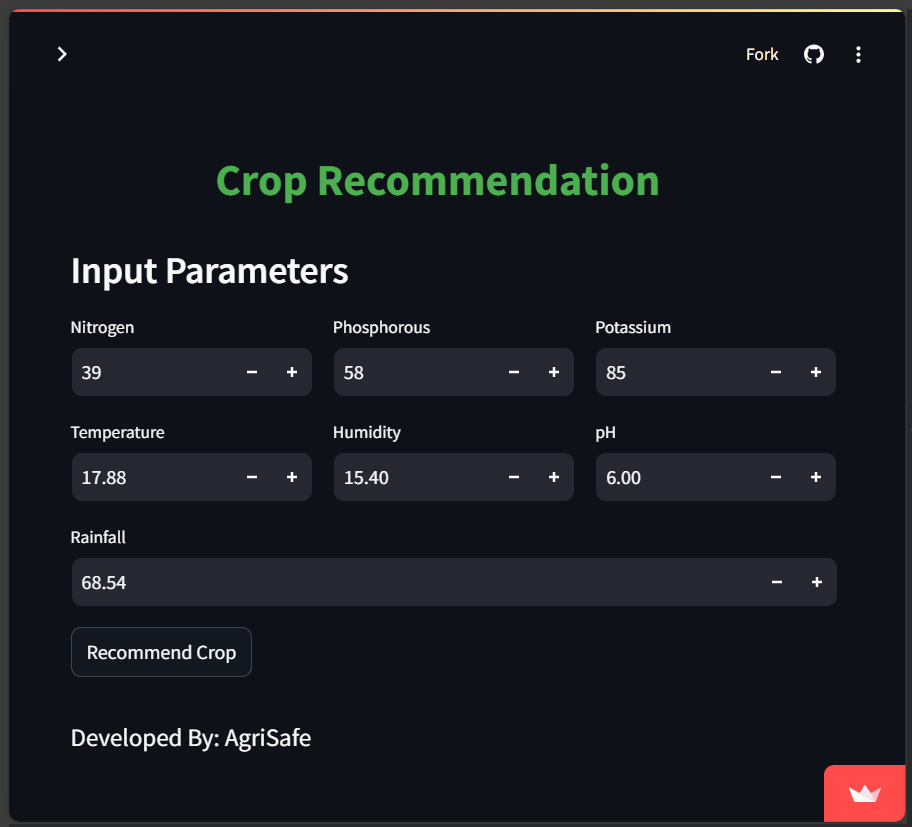 Fork
Crop Recommendation
Input Parameters
Nitrogen Phosphorous Potassium
39 − + 58 − + 85 − +
Temperature Humidity pH
17.88 − + 15.40 − + 6.00 − +
Rainfall
68.54 − +
Recommend Crop
Developed By: AgriSafe